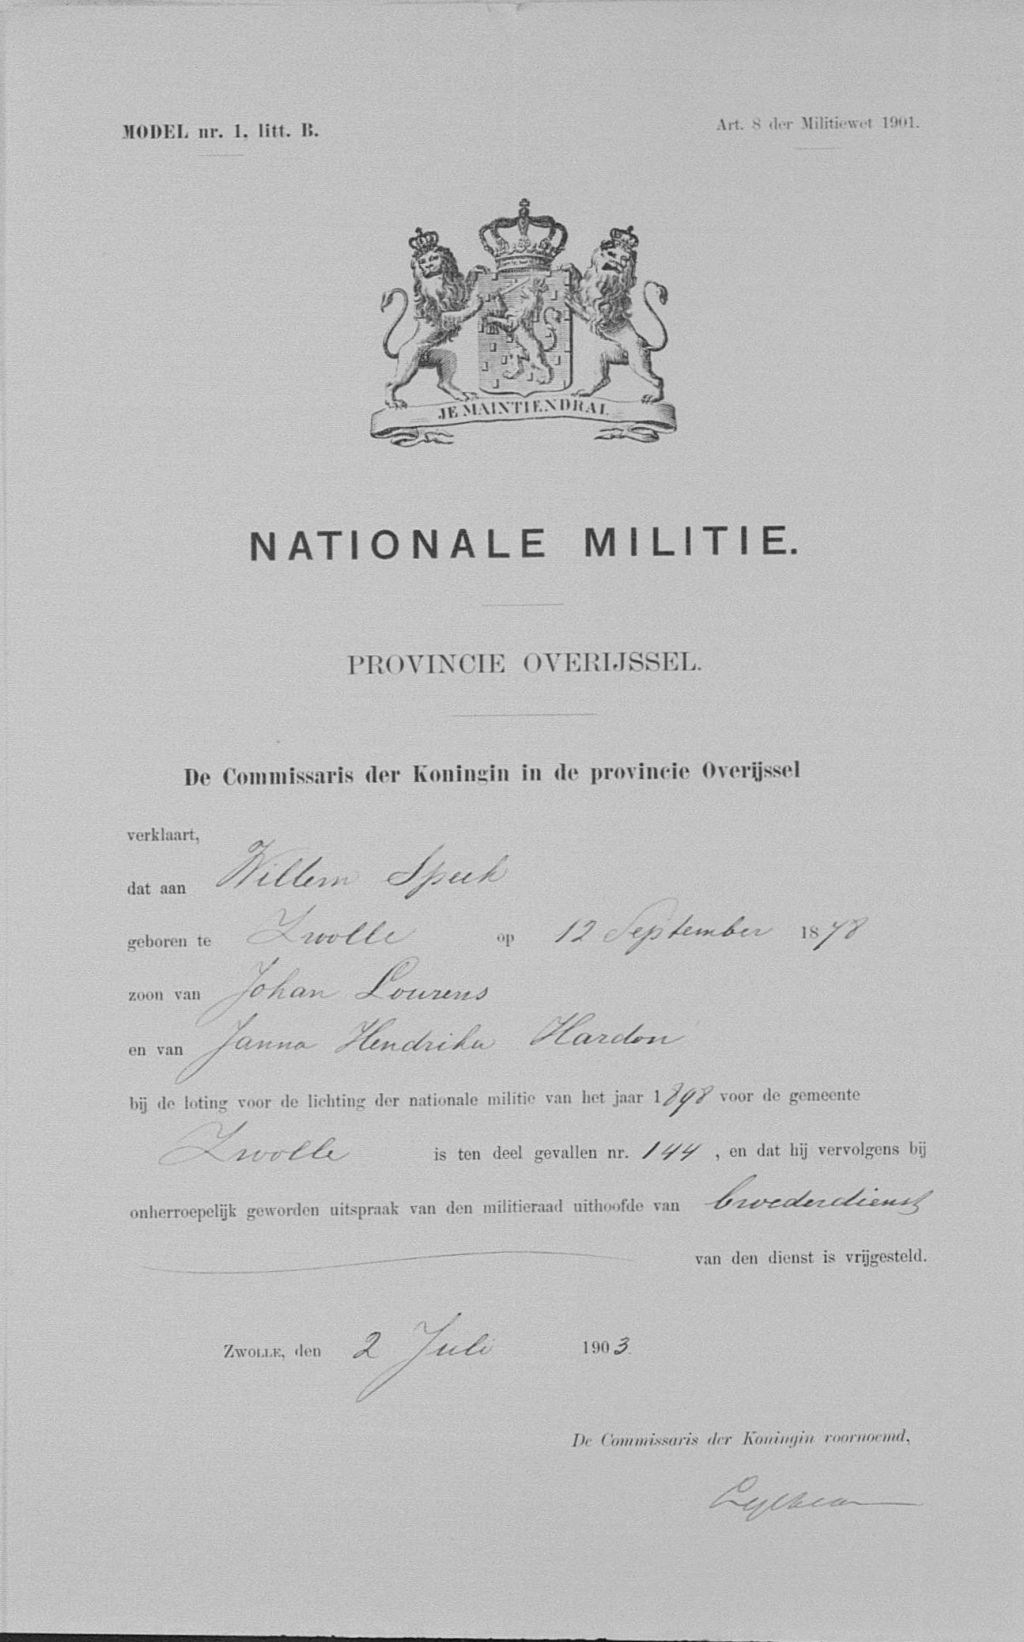 MODEL nr. 1, litt. B.
Art. 8 der Militiewet 1901.
JE MAINTIENDRAI.
NATIONALE MILITIE.
PROVINCIE OVERIJSSEL.
De Commissaris der Koningin in de provincie Overijssel
verklaart,
dat aan Willem Speek
geboren te Zwolle op 12 September 1878
zoon van Johan Lourens
en van Janna Hendrika Hardon
bij de loting voor de lichting der nationale militie van het jaar 1898 voor de gemeente
Zwolle is ten deel gevallen nr. 144, en dat hij vervolgens bij
onherroepelijk geworden uitspraak van den militieraad uithoofde van broederdienst
van den dienst is vrijgesteld.
ZWOLLE, den 2 Juli 1903.
De Commissaris der Koningin voornoemd,